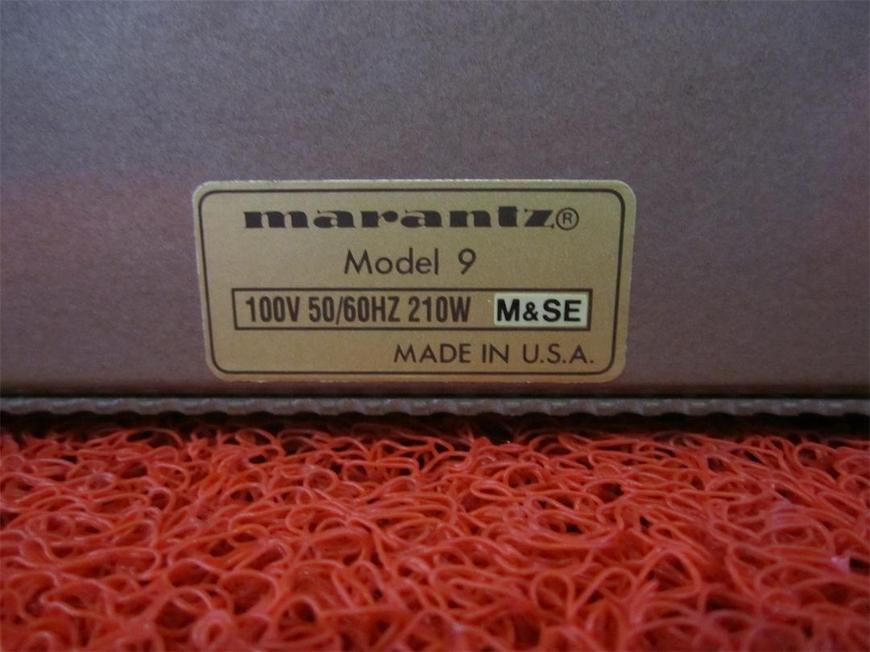 marantz®
Model 9
100V 50/60HZ 210W M&SE
MADE IN U.S.A.